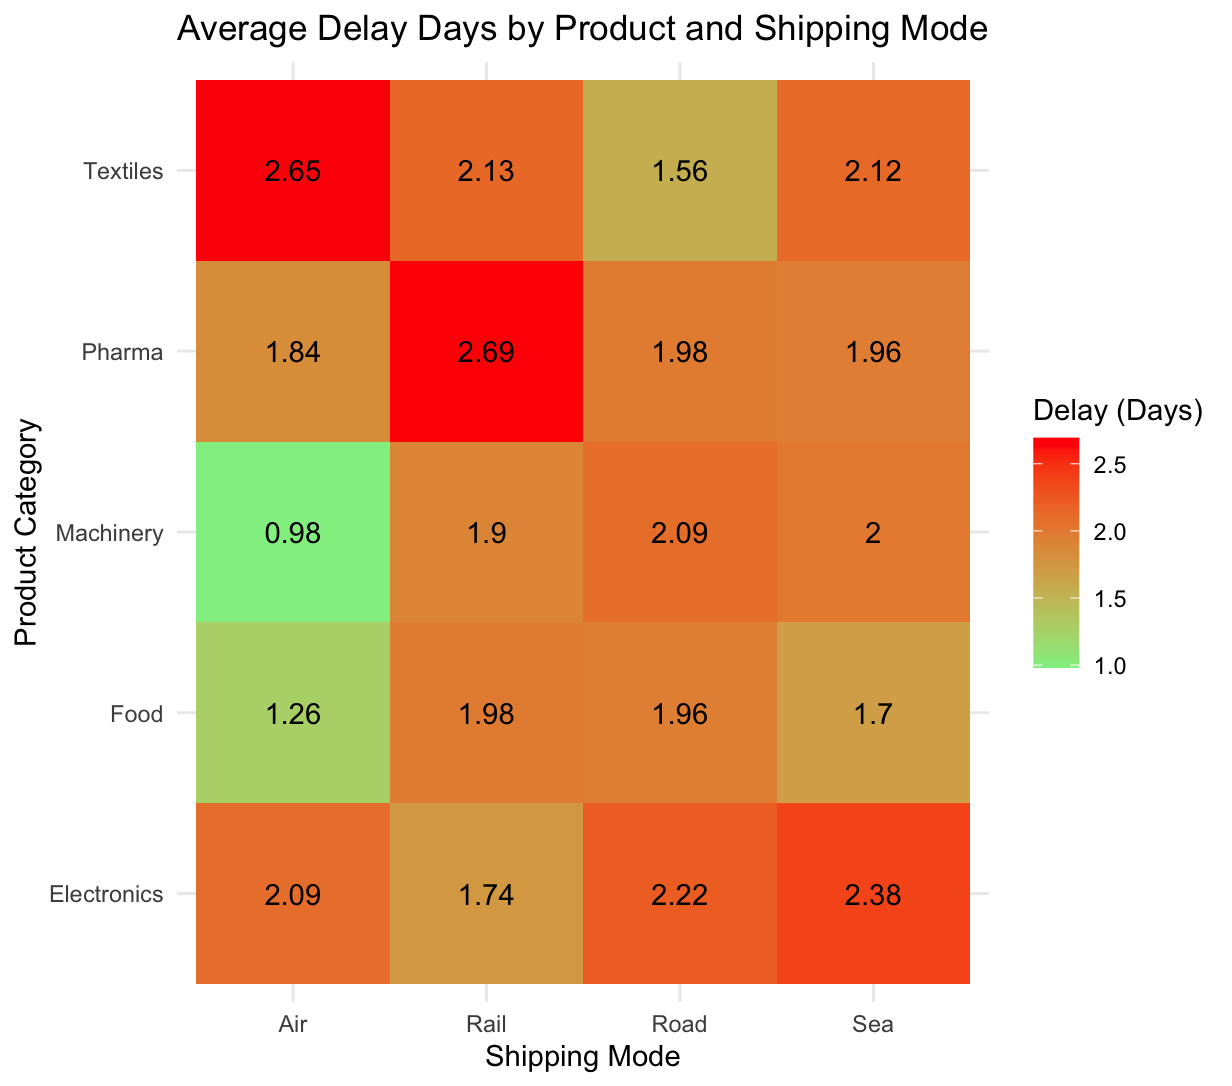 Average Delay Days by Product and Shipping Mode
Product Category
Textiles 2.65 2.13 1.56 2.12
Pharma 1.84 2.69 1.98 1.96
Machinery 0.98 1.9 2.09 2
Food 1.26 1.98 1.96 1.7
Electronics 2.09 1.74 2.22 2.38
Air Rail Road Sea
Shipping Mode
Delay (Days)
2.5
2.0
1.5
1.0